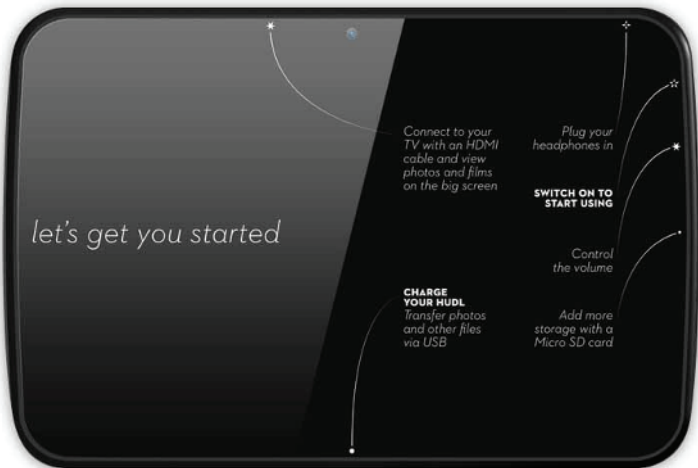 let's get you started
Connect to your
TV with an HDMI
cable and view
photos and films
on the big screen
CHARGE
YOUR HUDL
Transfer photos
and other files
via USB
Plug your
headphones in
SWITCH ON TO
START USING
Control
the volume
Add more
storage with a
Micro SD card